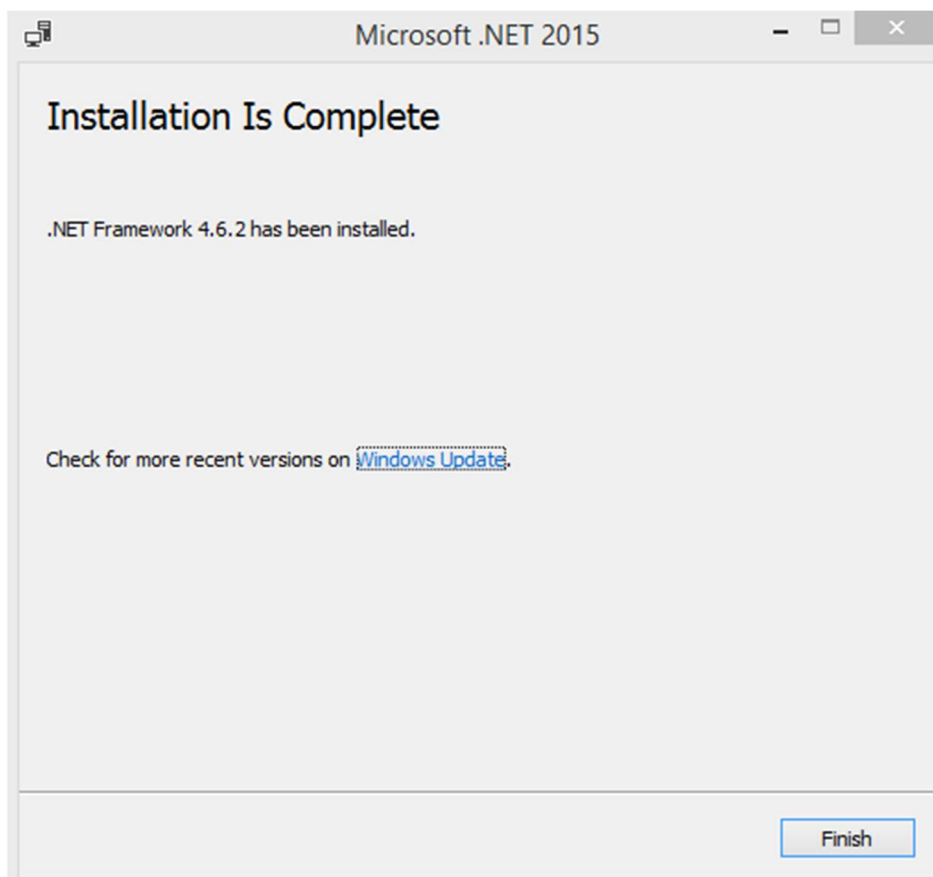 Microsoft .NET 2015
Installation Is Complete
.NET Framework 4.6.2 has been installed.
Check for more recent versions on Windows Update.
Finish